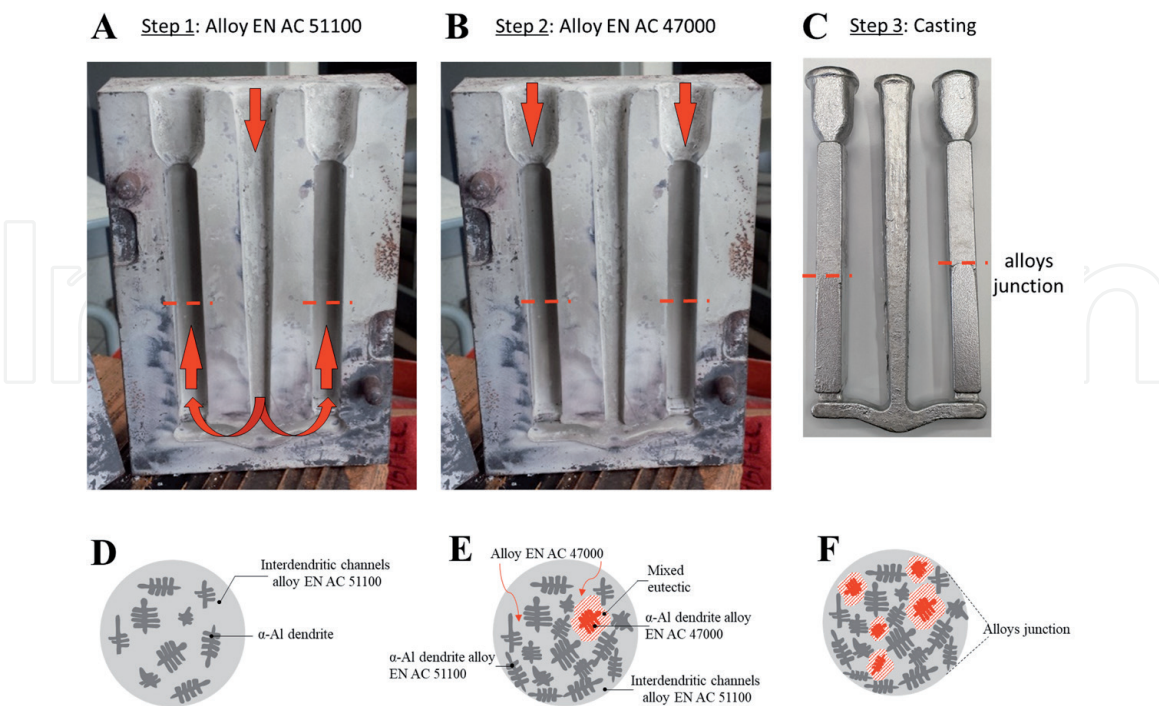 A Step 1: Alloy EN AC 51100
B Step 2: Alloy EN AC 47000
C Step 3: Casting
alloys
junction
D
Interdendritic channels
alloy EN AC 51100
α-Al dendrite
E
Alloy EN AC 47000
Mixed
eutectic
α-Al dendrite alloy
EN AC 47000
α-Al dendrite alloy
EN AC 51100
Interdendritic channels
alloy EN AC 51100
F
Alloys junction